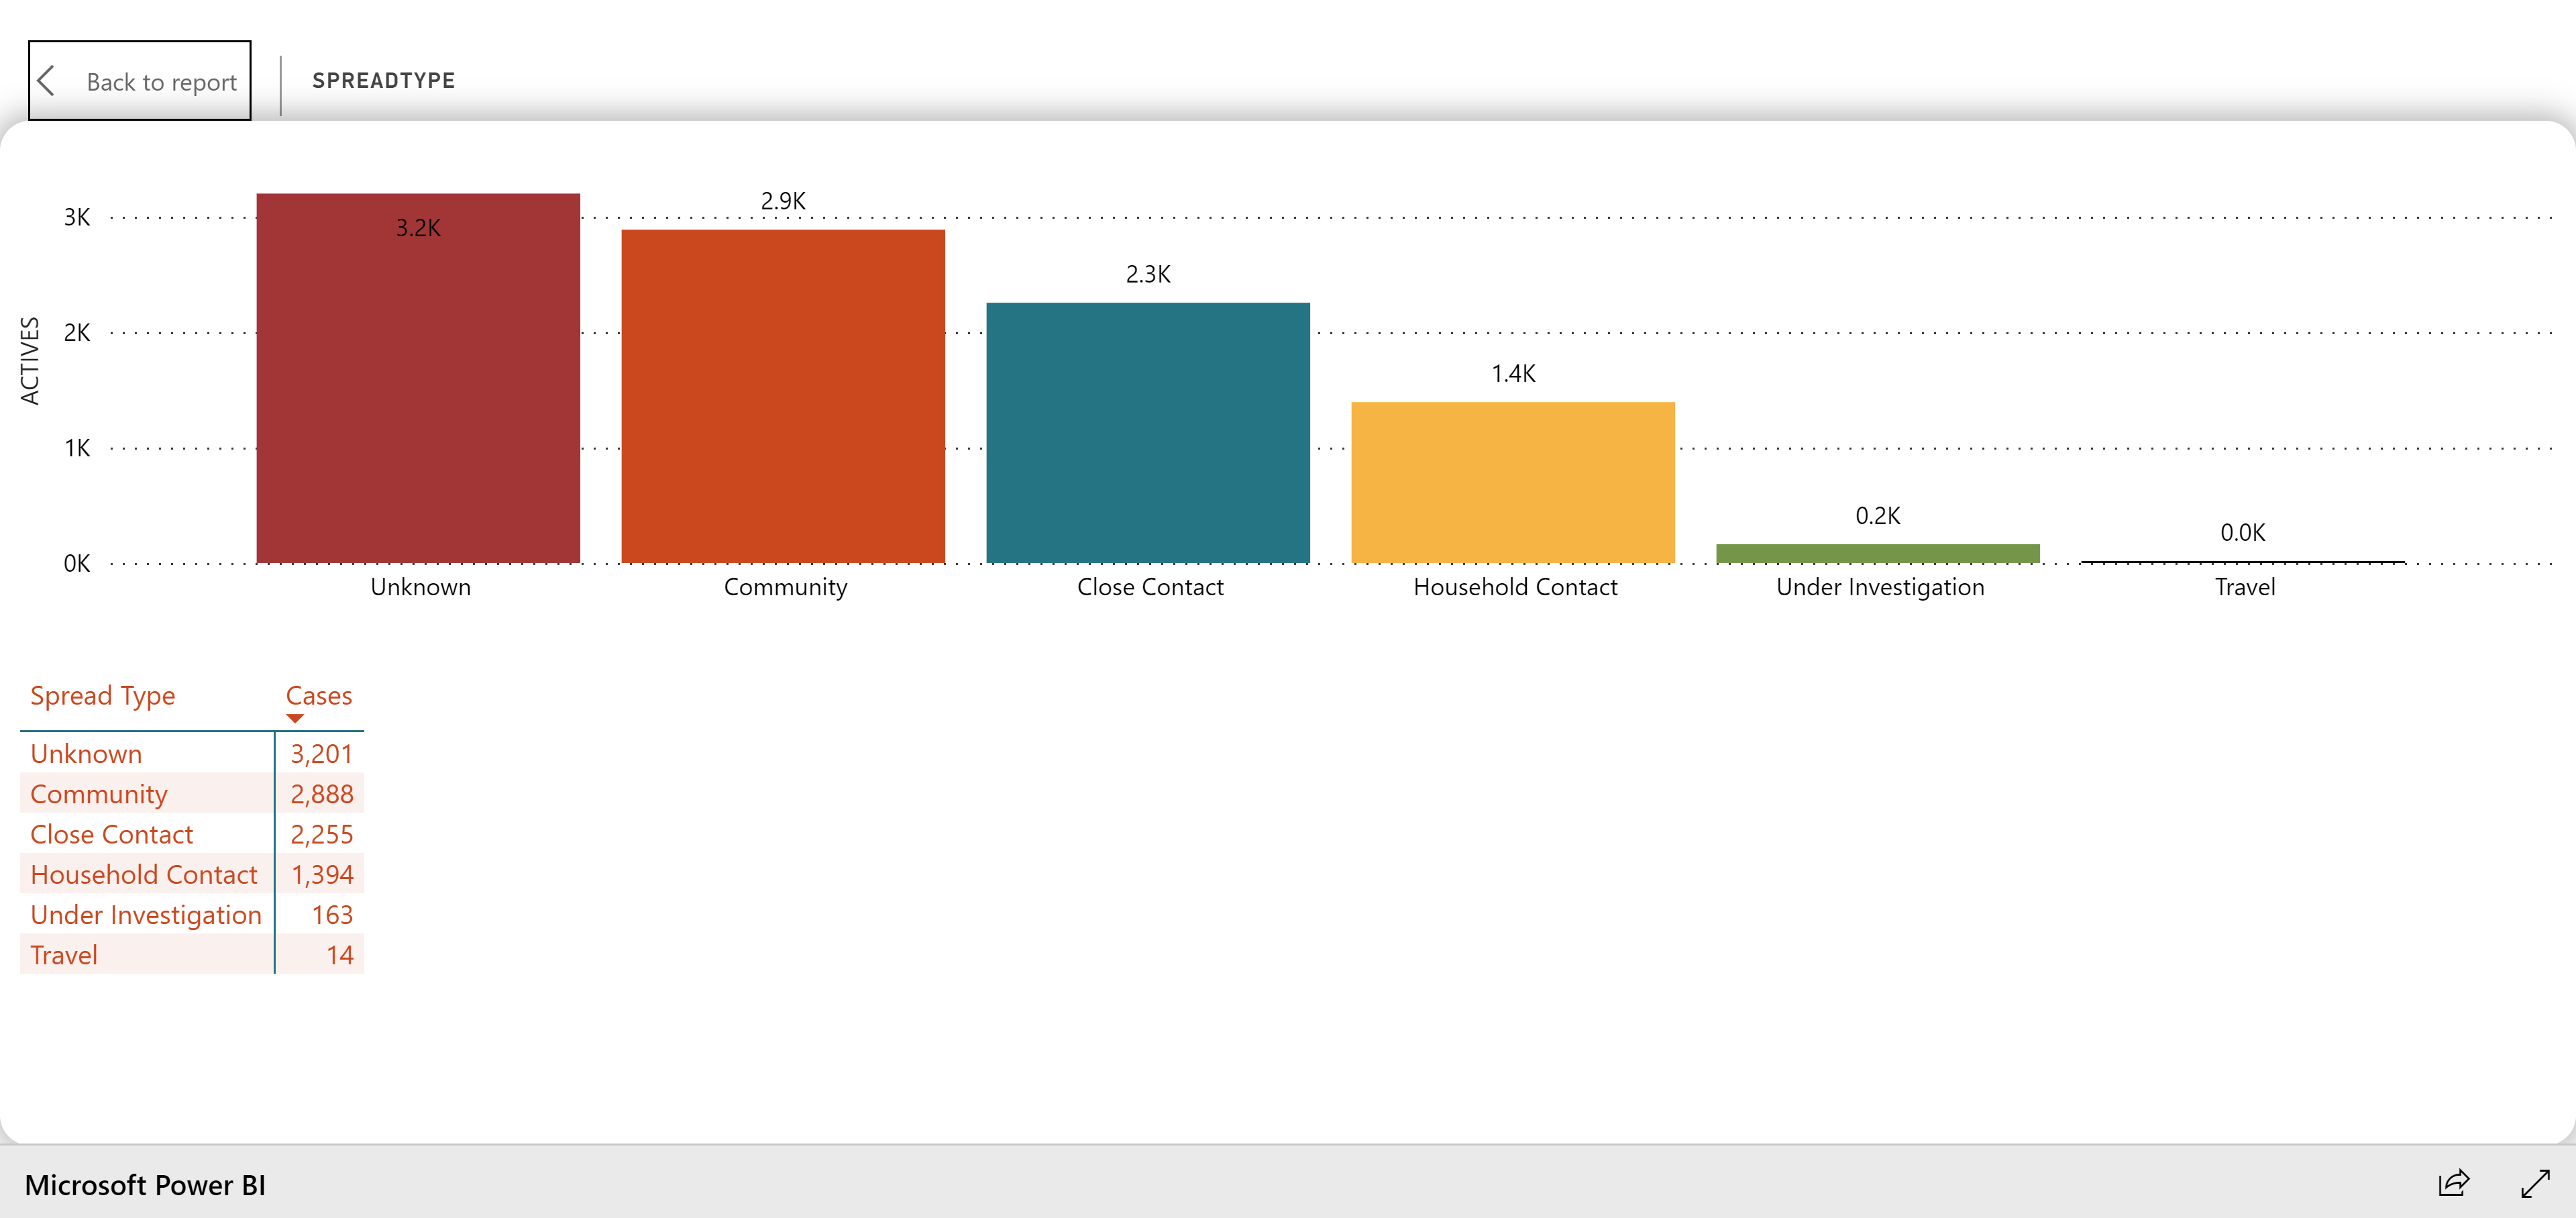 Back to report
SPREADTYPE
ACTIVES
3K
2K
1K
0K
3.2K
2.9K
2.3K
1.4K
0.2K
0.0K
Unknown
Community
Close Contact
Household Contact
Under Investigation
Travel
Spread Type Cases
Unknown 3,201
Community 2,888
Close Contact 2,255
Household Contact 1,394
Under Investigation 163
Travel 14
Microsoft Power BI